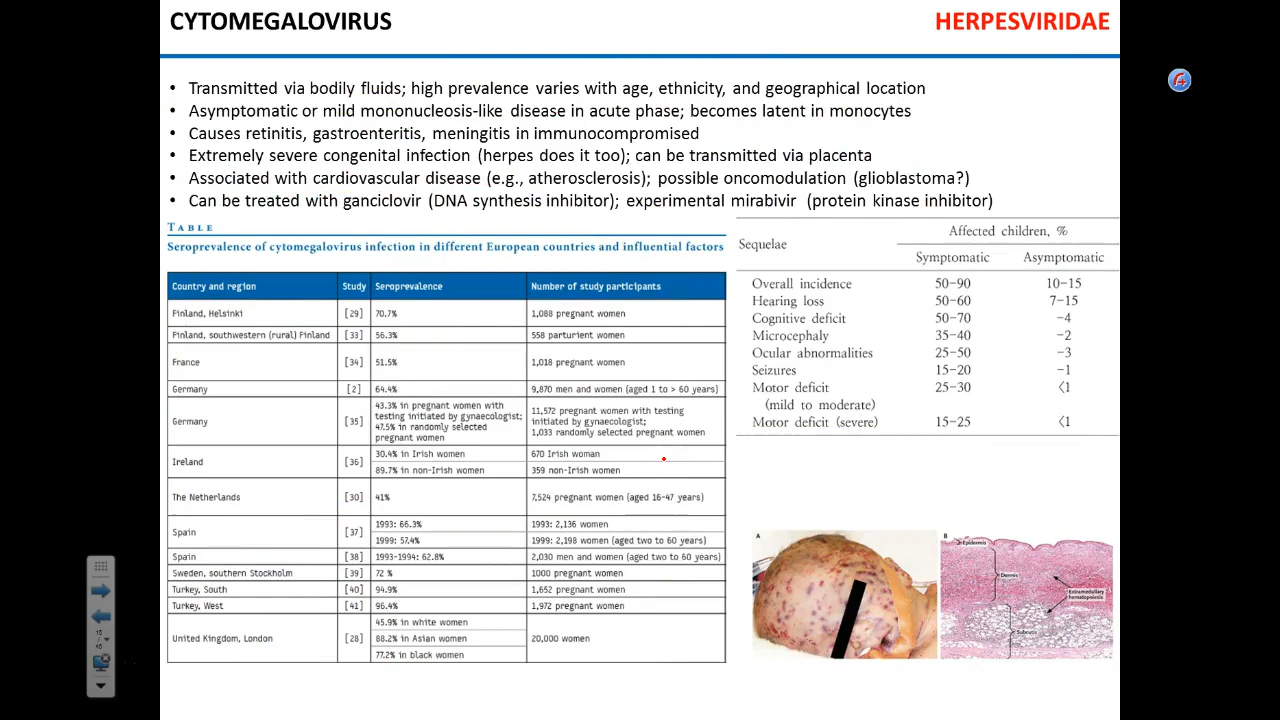 CYTOMEGALOVIRUS
HERPESVIRIDAE
• Transmitted via bodily fluids; high prevalence varies with age, ethnicity, and geographical location
• Asymptomatic or mild mononucleosis-like disease in acute phase; becomes latent in monocytes
• Causes retinitis, gastroenteritis, meningitis in immunocompromised
• Extremely severe congenital infection (herpes does it too); can be transmitted via placenta
• Associated with cardiovascular disease (e.g., atherosclerosis); possible oncomodulation (glioblastoma?)
• Can be treated with ganciclovir (DNA synthesis inhibitor); experimental mirabivir (protein kinase inhibitor)
TABLE
Seroprevalence of cytomegalovirus infection in different European countries and influential factors
Country and region Study Seroprevalence Number of study participants
Finland, Helsinki [29] 70.7% 1,088 pregnant women
Finland, southwestern (rural) Finland [33] 56.3% 558 parturient women
France [34] 51.5% 1,018 pregnant women
Germany [2] 64.4% 9,870 men and women (aged 1 to > 60 years)
Germany [35]
43.3% in pregnant women with
testing initiated by gynaecologist;
47.5% in randomly selected
pregnant women
11,572 pregnant women with testing
initiated by gynaecologist;
1,033 randomly selected pregnant women
Ireland [36]
30.4% in Irish women 670 Irish woman
89.7% in non-Irish women 359 non-Irish women
The Netherlands [30] 41% 7,524 pregnant women (aged 16-47 years)
Spain [37]
1993: 66.3% 1993: 2,136 women
1999: 57.4% 1999: 2,198 women (aged two to 60 years)
Spain [38] 1993-1994: 62.8% 2,030 men and women (aged two to 60 years)
Sweden, southern Stockholm [39] 72 % 1000 pregnant women
Turkey, South [40] 94.9% 1,652 pregnant women
Turkey, West [41] 96.4% 1,972 pregnant women
United Kingdom, London [28]
45.9% in white women
88.2% in Asian women
77.2% in black women
20,000 women
Sequelae
Affected children, %
Symptomatic Asymptomatic
Overall incidence 50-90 10-15
Hearing loss 50-60 7-15
Cognitive deficit 50-70 ~4
Microcephaly 35-40 ~2
Ocular abnormalities 25-50 ~3
Seizures 15-20 ~1
Motor deficit 25-30 <1
(mild to moderate)
Motor deficit (severe) 15-25 <1
A
B
Epidermis
Dermis
Extramedullary
hematopoiesis
Subcutis
15
/
45